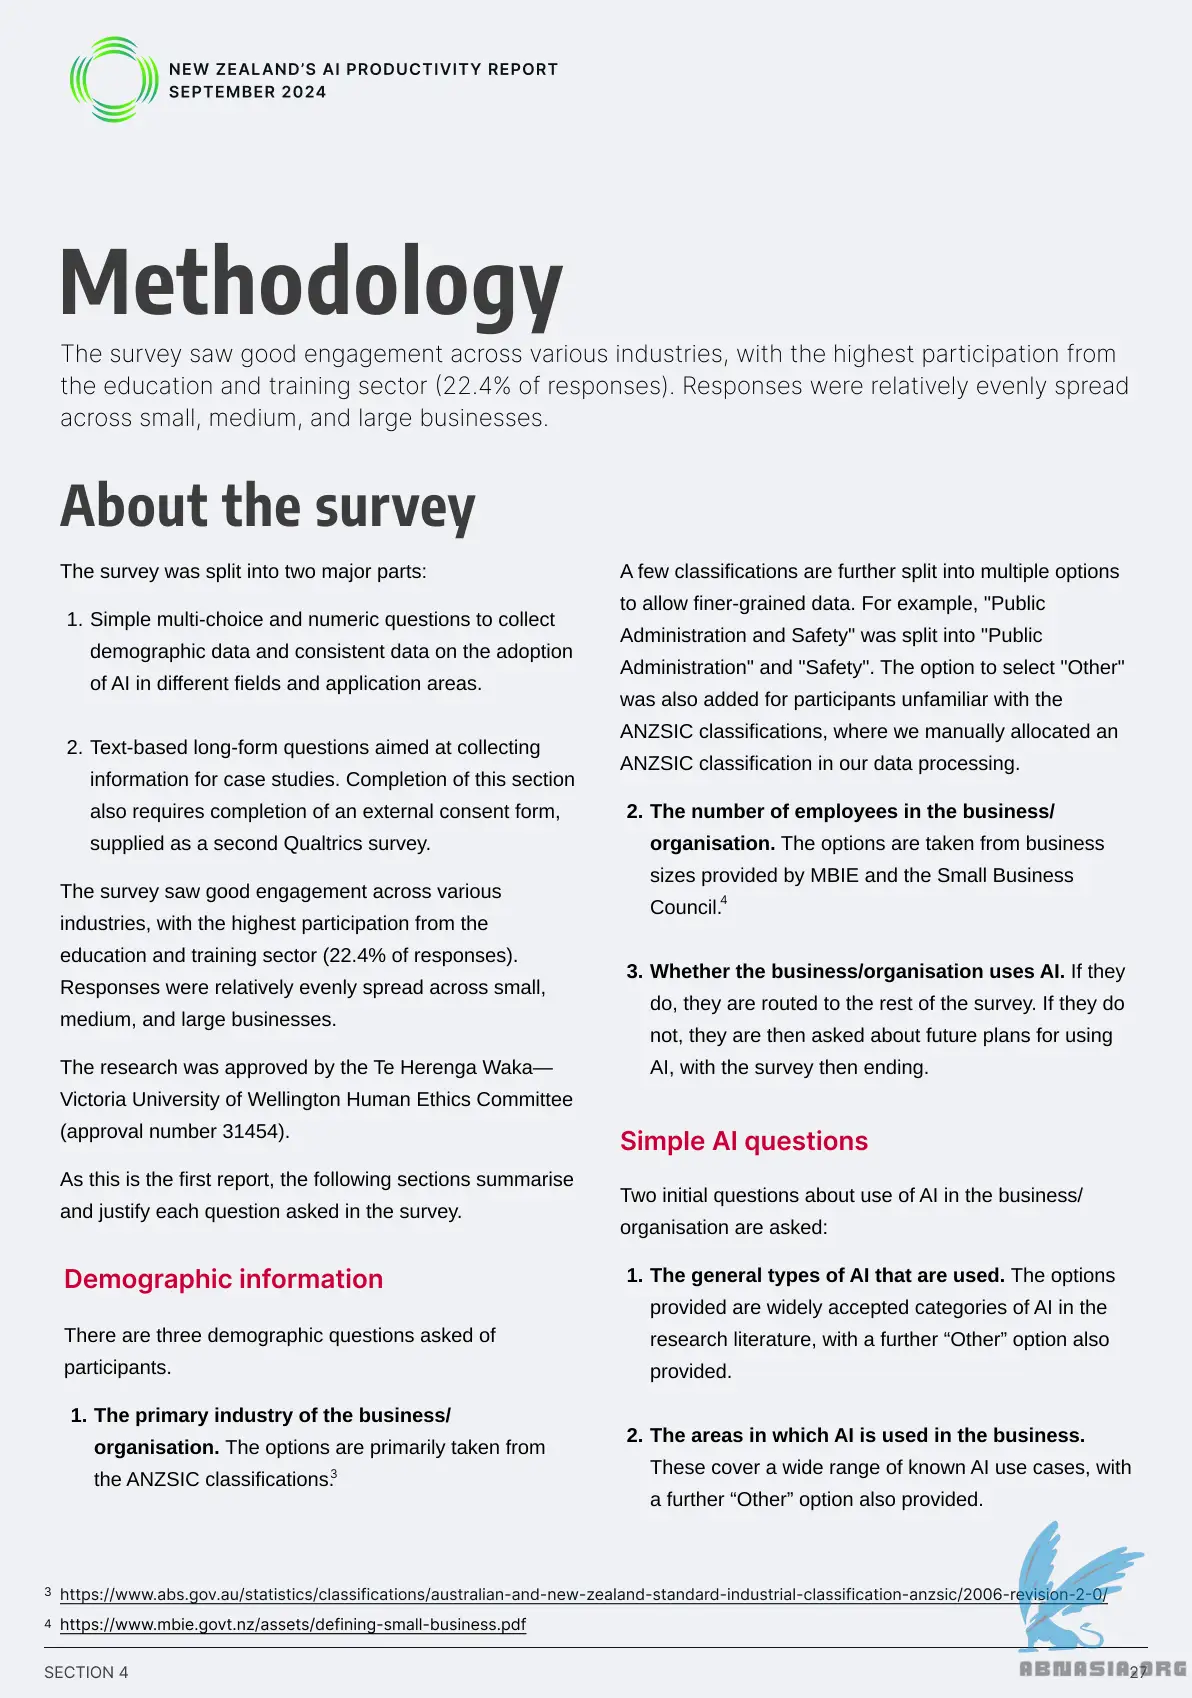 NEW ZEALAND’S AI PRODUCTIVITY REPORT
SEPTEMBER 2024
Methodology
The survey saw good engagement across various industries, with the highest participation from
the education and training sector (22.4% of responses). Responses were relatively evenly spread
across small, medium, and large businesses.
About the survey
The survey was split into two major parts:
1. Simple multi-choice and numeric questions to collect
demographic data and consistent data on the adoption
of AI in different fields and application areas.
2. Text-based long-form questions aimed at collecting
information for case studies. Completion of this section
also requires completion of an external consent form,
supplied as a second Qualtrics survey.
The survey saw good engagement across various
industries, with the highest participation from the
education and training sector (22.4% of responses).
Responses were relatively evenly spread across small,
medium, and large businesses.
The research was approved by the Te Herenga Waka—
Victoria University of Wellington Human Ethics Committee
(approval number 31454).
As this is the first report, the following sections summarise
and justify each question asked in the survey.
Demographic information
There are three demographic questions asked of
participants.
1. The primary industry of the business/
organisation. The options are primarily taken from
the ANZSIC classifications.3
A few classifications are further split into multiple options
to allow finer-grained data. For example, "Public
Administration and Safety" was split into "Public
Administration" and "Safety". The option to select "Other"
was also added for participants unfamiliar with the
ANZSIC classifications, where we manually allocated an
ANZSIC classification in our data processing.
2. The number of employees in the business/
organisation. The options are taken from business
sizes provided by MBIE and the Small Business
Council.4
3. Whether the business/organisation uses AI. If they
do, they are routed to the rest of the survey. If they do
not, they are then asked about future plans for using
AI, with the survey then ending.
Simple AI questions
Two initial questions about use of AI in the business/
organisation are asked:
1. The general types of AI that are used. The options
provided are widely accepted categories of AI in the
research literature, with a further “Other” option also
provided.
2. The areas in which AI is used in the business.
These cover a wide range of known AI use cases, with
a further “Other” option also provided.
3 https://www.abs.gov.au/statistics/classifications/australian-and-new-zealand-standard-industrial-classification-anzsic/2006-revision-2-0/
4 https://www.mbie.govt.nz/assets/defining-small-business.pdf
SECTION 4
27
ABNASIA.ORG